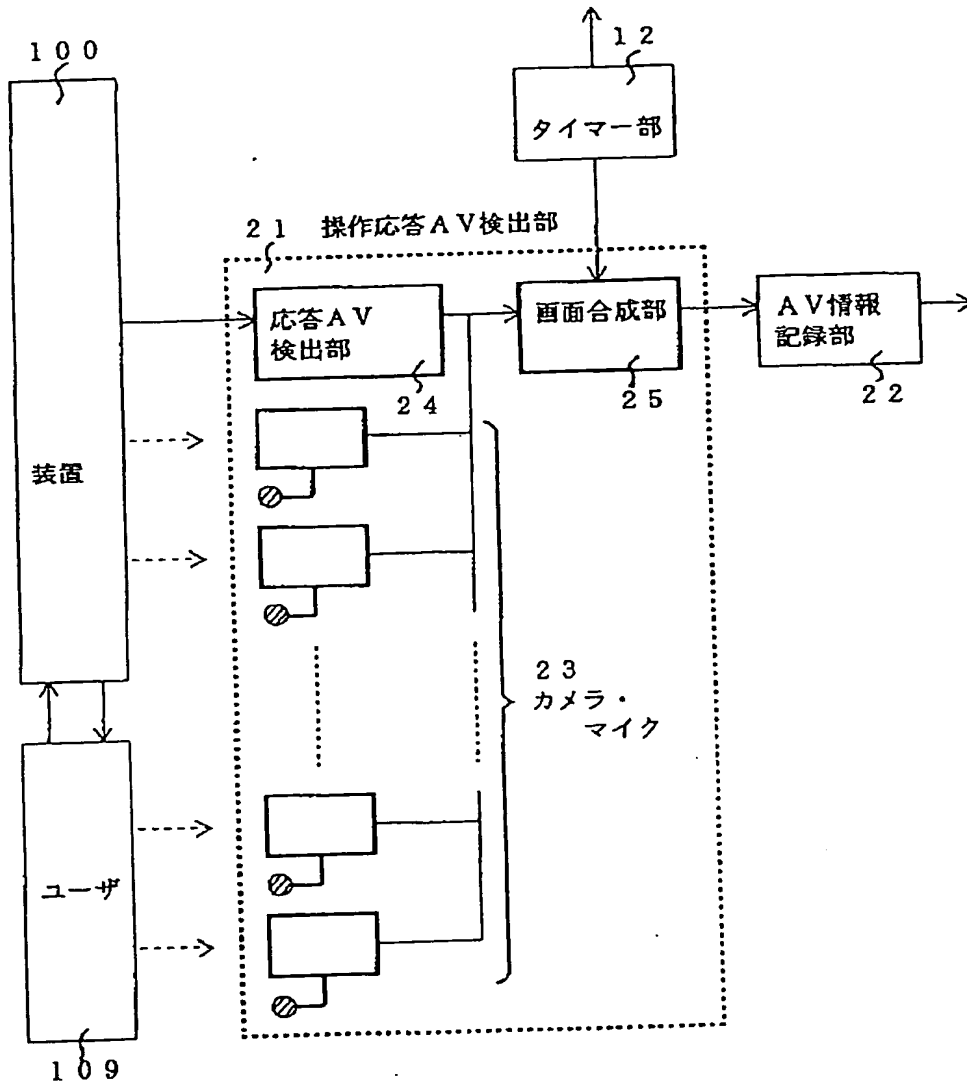 １００
１２
タイマー部
２１ 操作応答ＡＶ検出部
応答ＡＶ
検出部
画面合成部
ＡＶ情報
記録部
２４
２５
２２
装置
２３
カメラ・
マイク
ユーザ
１０９